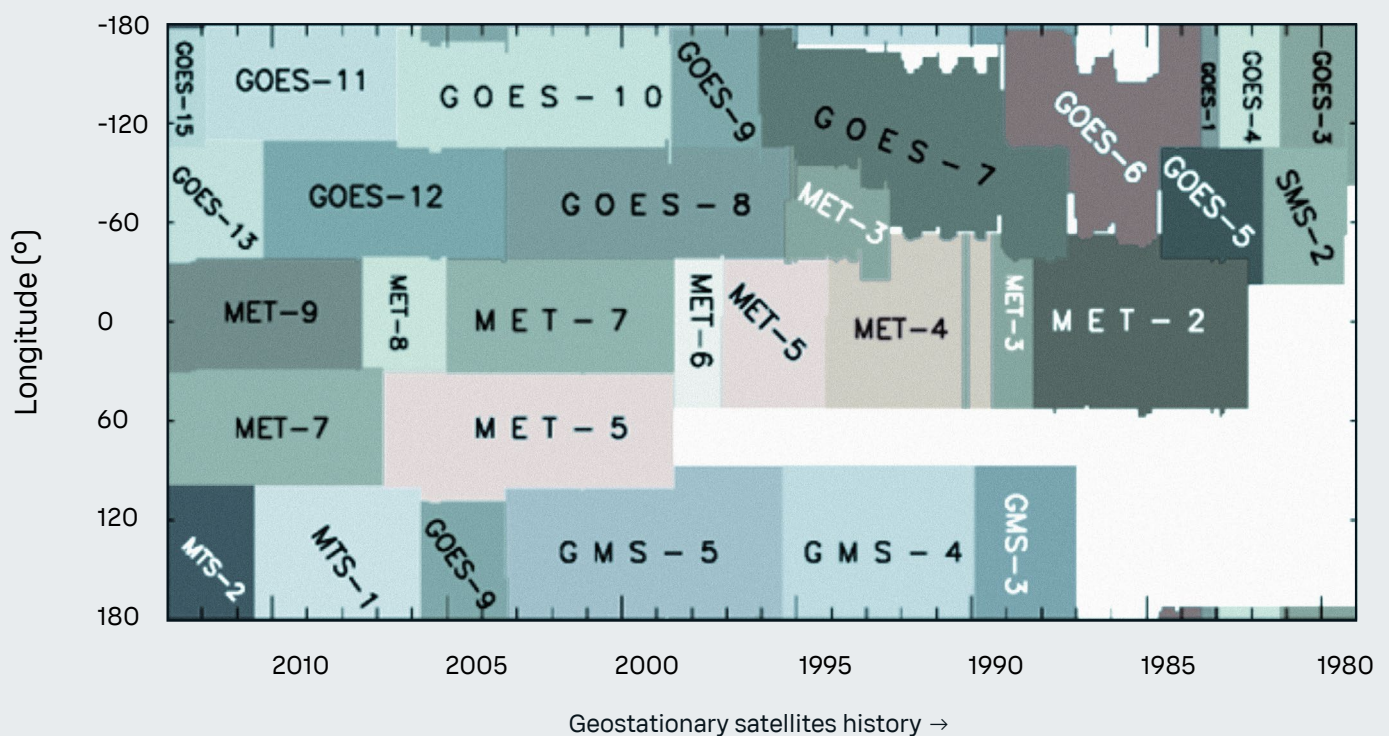 -180
-120
-60
0
60
120
180
Longitude (º)
GOES-15
GOES-11
GOES-10
GOES-9
GOES-7
GOES-6
GOES-1
GOES-4
GOES-3
GOES-13
GOES-12
GOES-8
MET-3
GOES-5
SMS-2
MET-9
MET-8
MET-7
MET-6
MET-5
MET-4
MET-3
MET-2
MET-7
MET-5
MTS-2
MTS-1
GOES-9
GMS-5
GMS-4
GMS-3
2010
2005
2000
1995
1990
1985
1980
Geostationary satellites history →